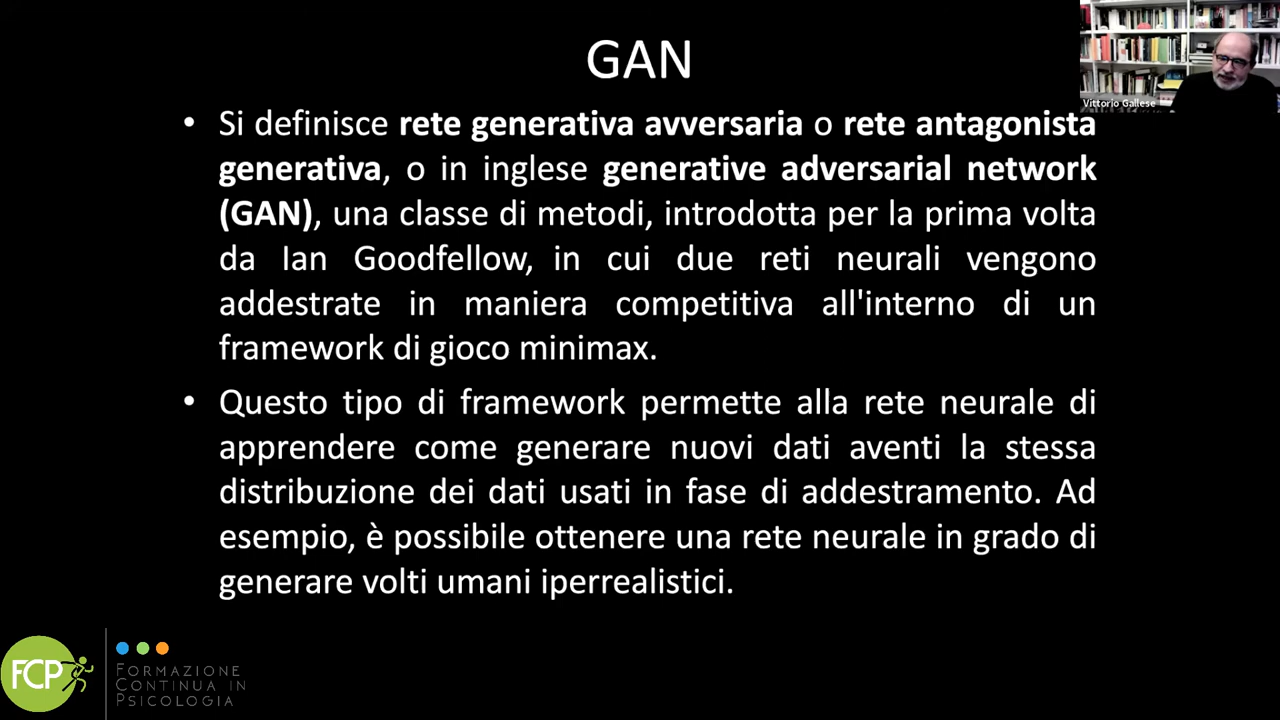 GAN
Vittorio Gallese
• Si definisce rete generativa avversaria o rete antagonista
generativa, o in inglese generative adversarial network
(GAN), una classe di metodi, introdotta per la prima volta
da Ian Goodfellow, in cui due reti neurali vengono
addestrate in maniera competitiva all'interno di un
framework di gioco minimax.
• Questo tipo di framework permette alla rete neurale di
apprendere come generare nuovi dati aventi la stessa
distribuzione dei dati usati in fase di addestramento. Ad
esempio, è possibile ottenere una rete neurale in grado di
generare volti umani iperrealistici.
FCP
FORMAZIONE
CONTINUA IN
PSICOLOGIA